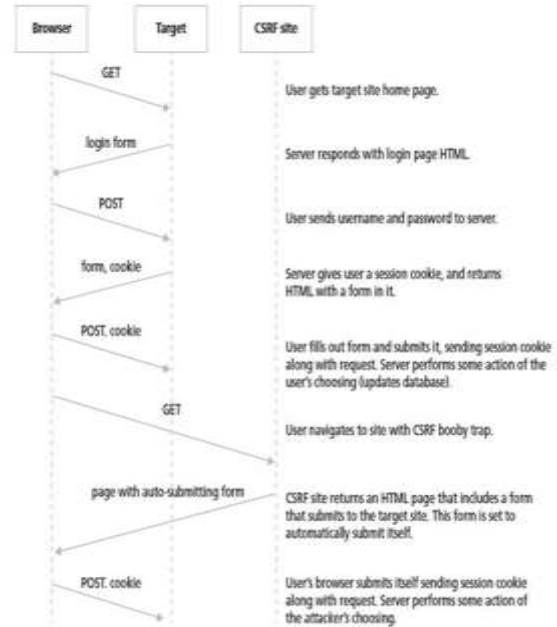 Browser
Target
CSRF site
GET
User gets target site home page.
login form
Server responds with login page HTML.
POST
User sends username and password to server.
form, cookie
Server gives user a session cookie, and returns
HTML with a form in it.
POST. cookie
User fills out form and submits it, sending session cookie
along with request. Server performs some action of the
user's choosing (updates database).
GET
User navigates to site with CSRF booby trap.
page with auto-submitting form
CSRF site returns an HTML page that includes a form
that submits to the target site. This form is set to
automatically submit itself.
POST. cookie
User's browser submits itself sending session cookie
along with request. Server performs some action of
the attacker's choosing.